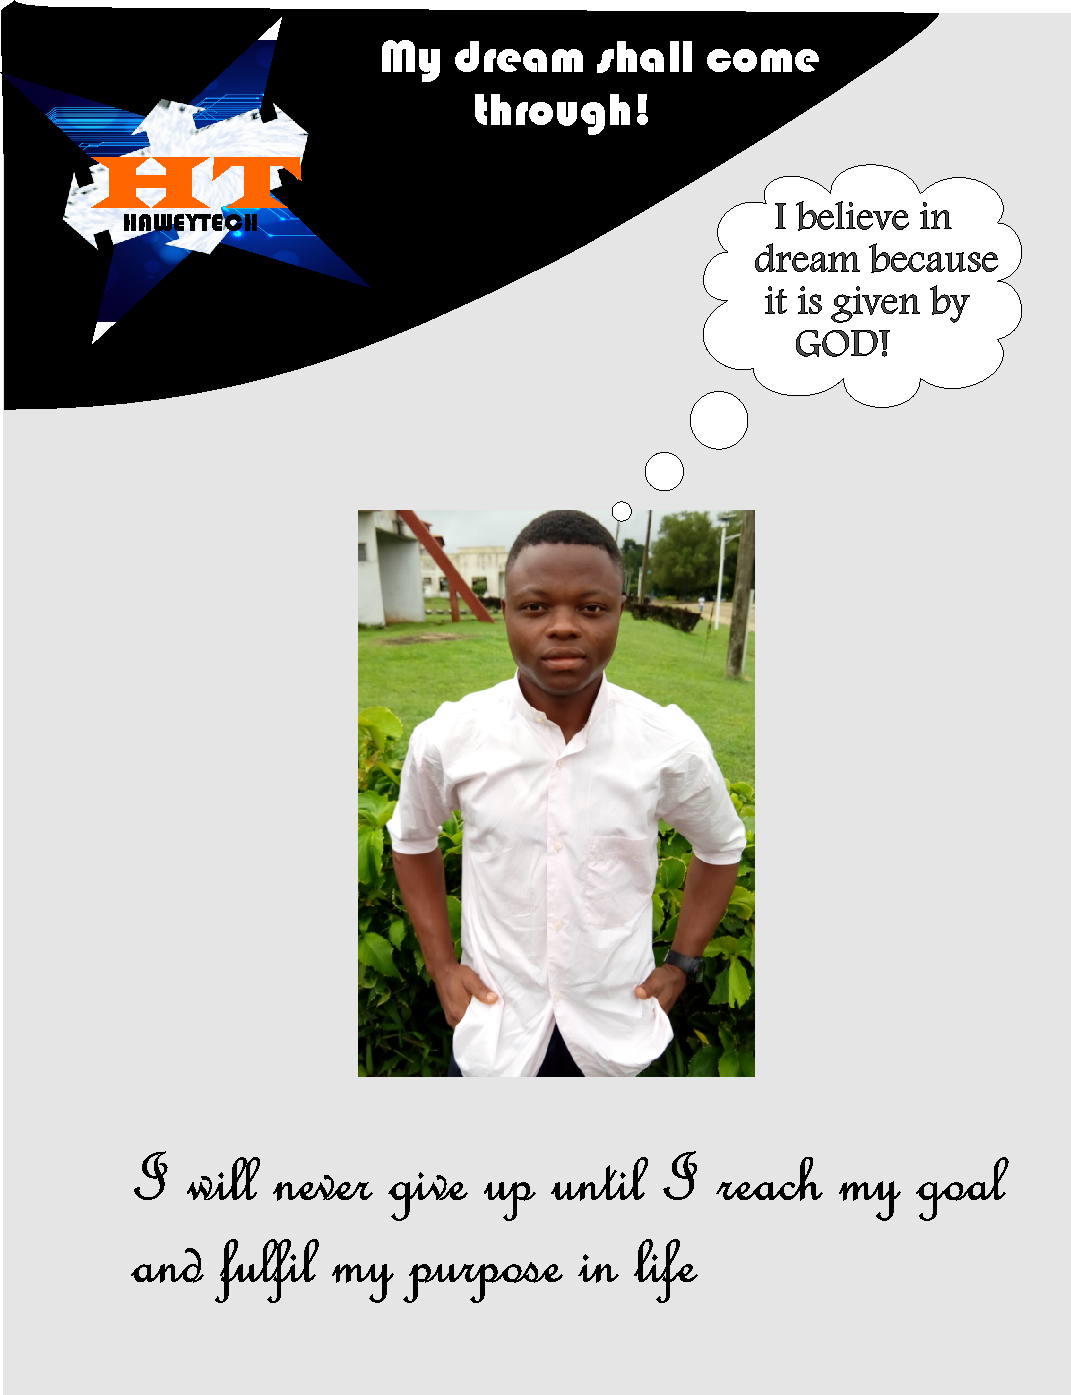 My dream shall come
through!
HT
HAWEYTECH
I believe in
dream because
it is given by
GOD!
I will never give up until I reach my goal
and fulfil my purpose in life